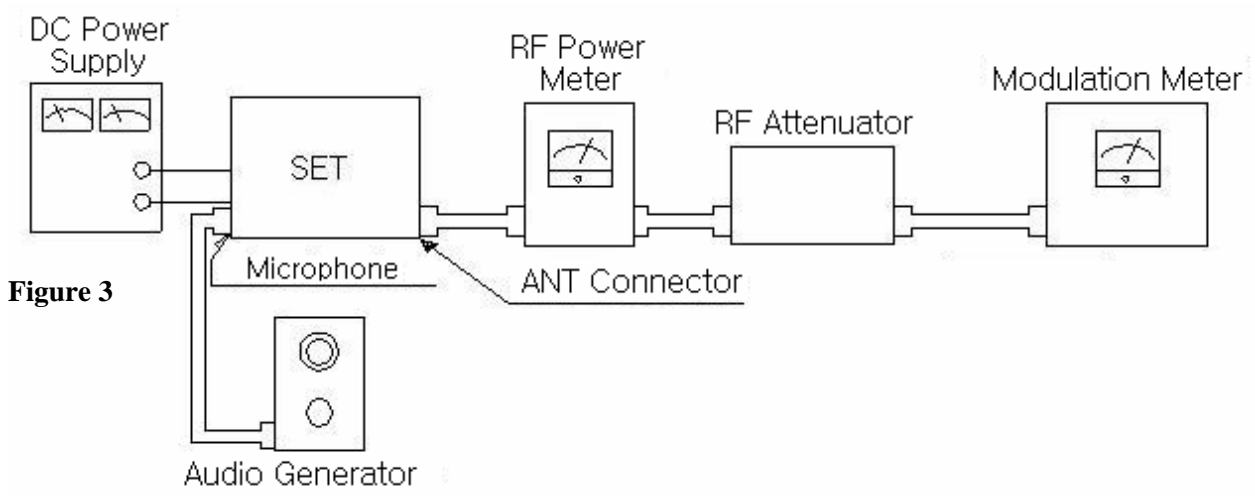 DC Power
Supply
RF Power
Meter
Modulation Meter
RF Attenuator
SET
Microphone
ANT Connector
Figure 3
Audio Generator